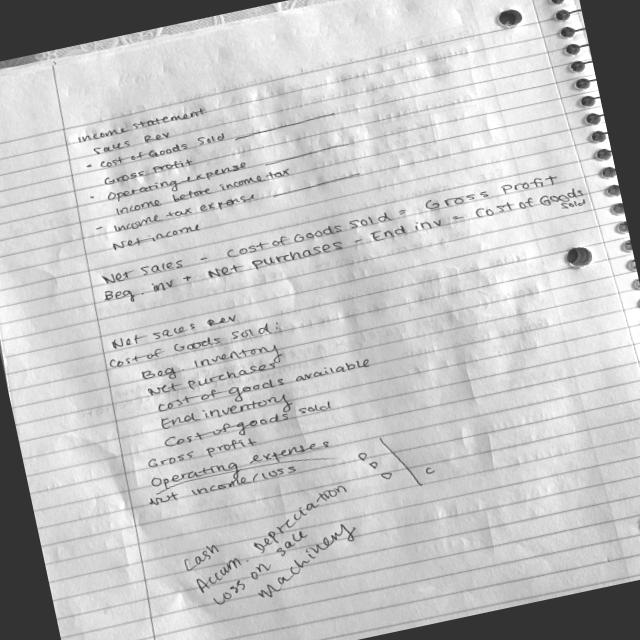 Income statement
Sales Rev
- Cost of Goods Sold
Gross profit
- Operating expense
Income before income tax
- Income tax expense
Net income
Net sales - Cost of Goods Sold = Gross Profit
Beg. inv + Net Purchases - End inv = Cost of Goods Sold
Net sales Rev
Cost of Goods Sold:
Beg Inventory
Net Purchases
Cost of goods available
End inventory
Cost of goods sold
Gross profit
Operating expenses
Net income/loss
D
D
D C
Cash
Accum. Depreciation
Loss on sale
Machinery